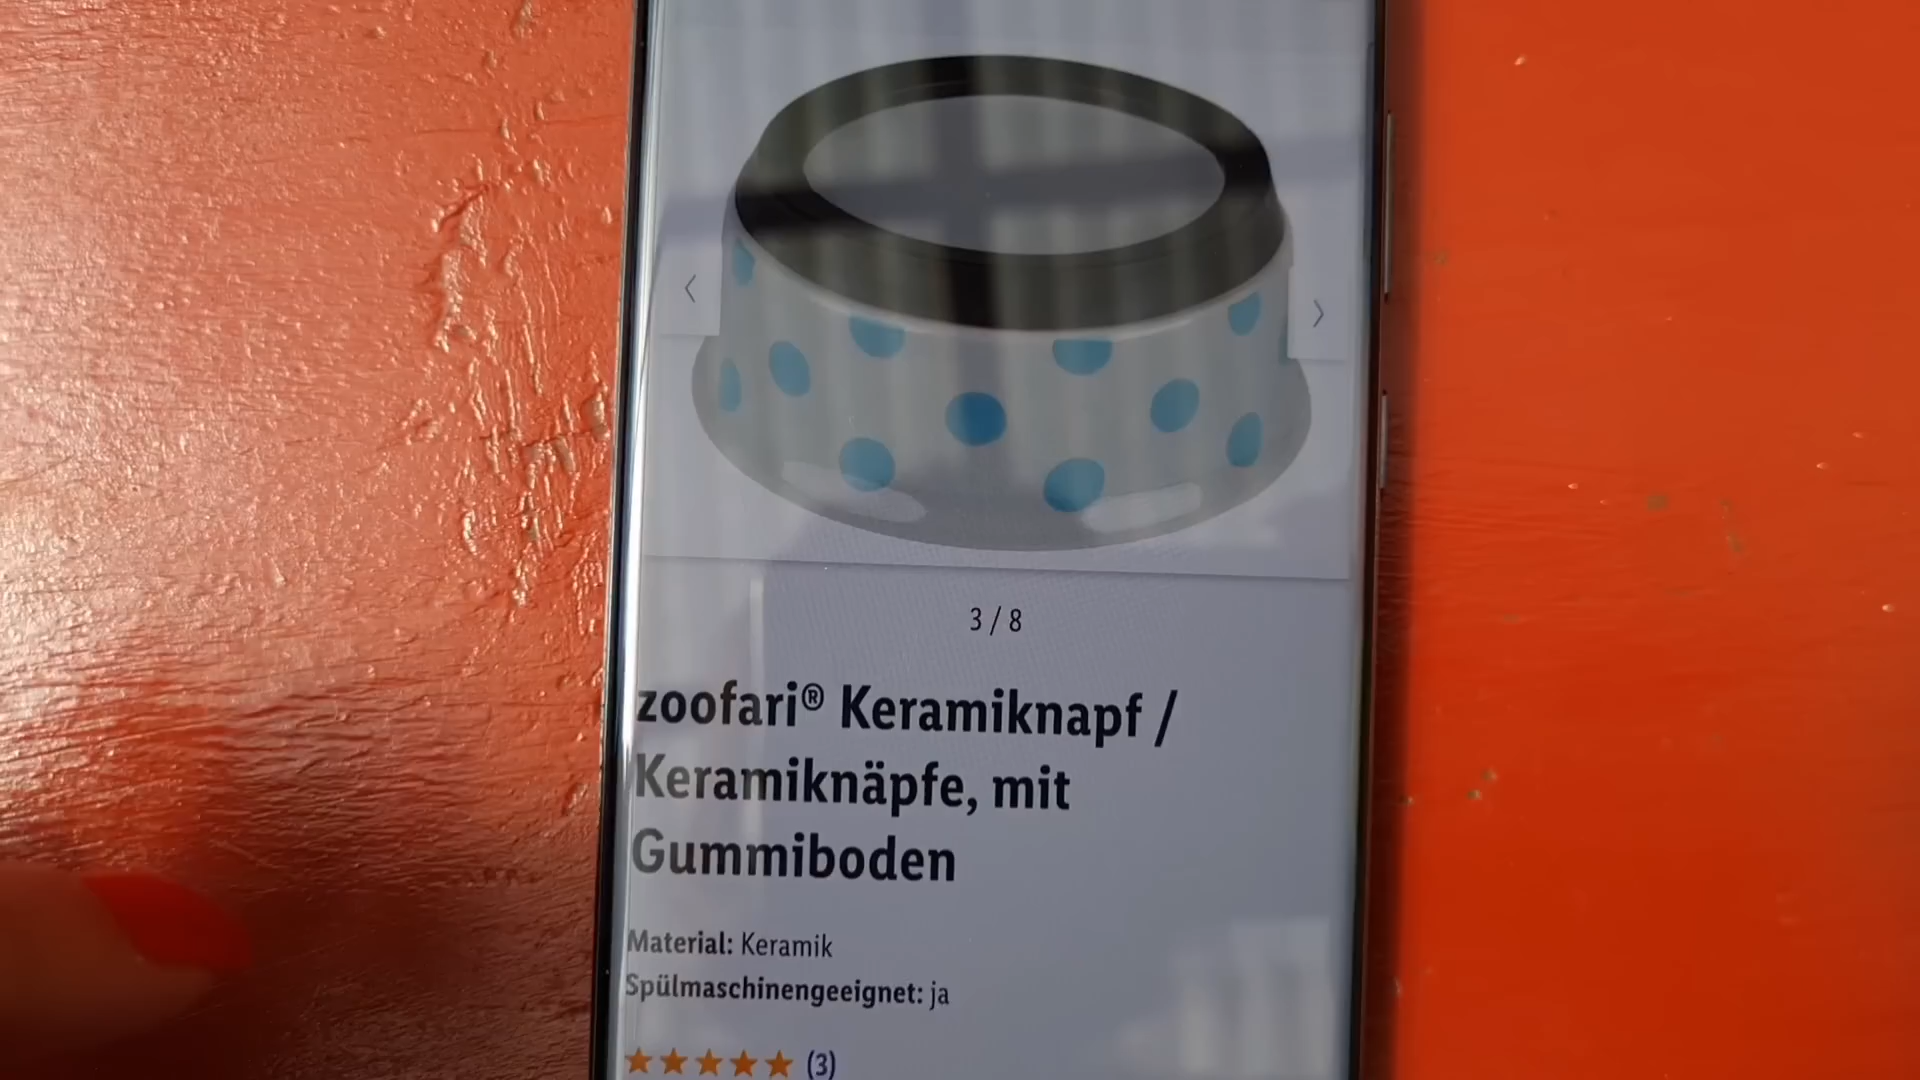 3 / 8
zoofari® Keramiknapf /
Keramiknäpfe, mit
Gummiboden
Material: Keramik
Spülmaschinengeeignet: ja
(3)